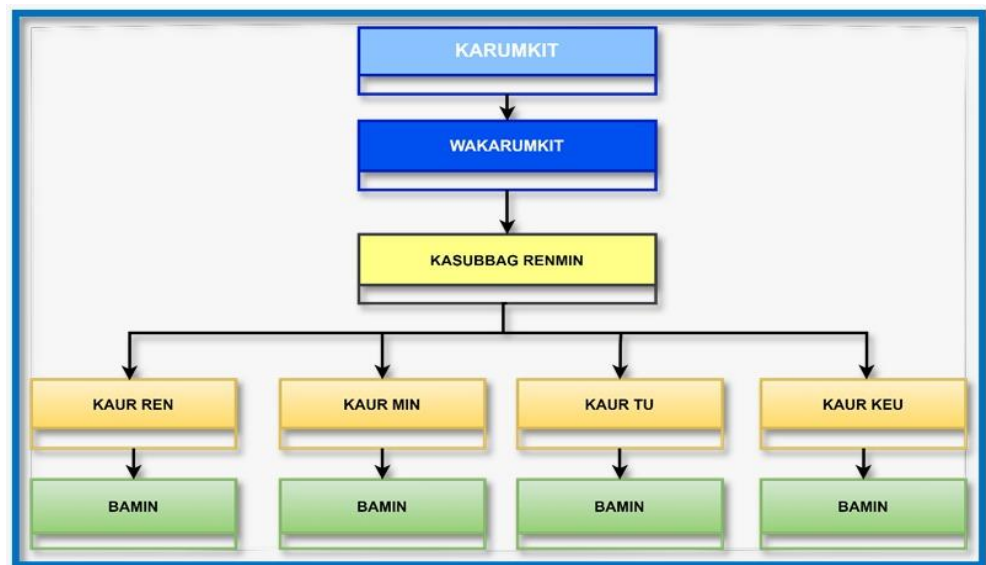 KARUMKIT
WAKARUMKIT
KASUBBAG RENMIN
KAUR REN
KAUR MIN
KAUR TU
KAUR KEU
BAMIN
BAMIN
BAMIN
BAMIN